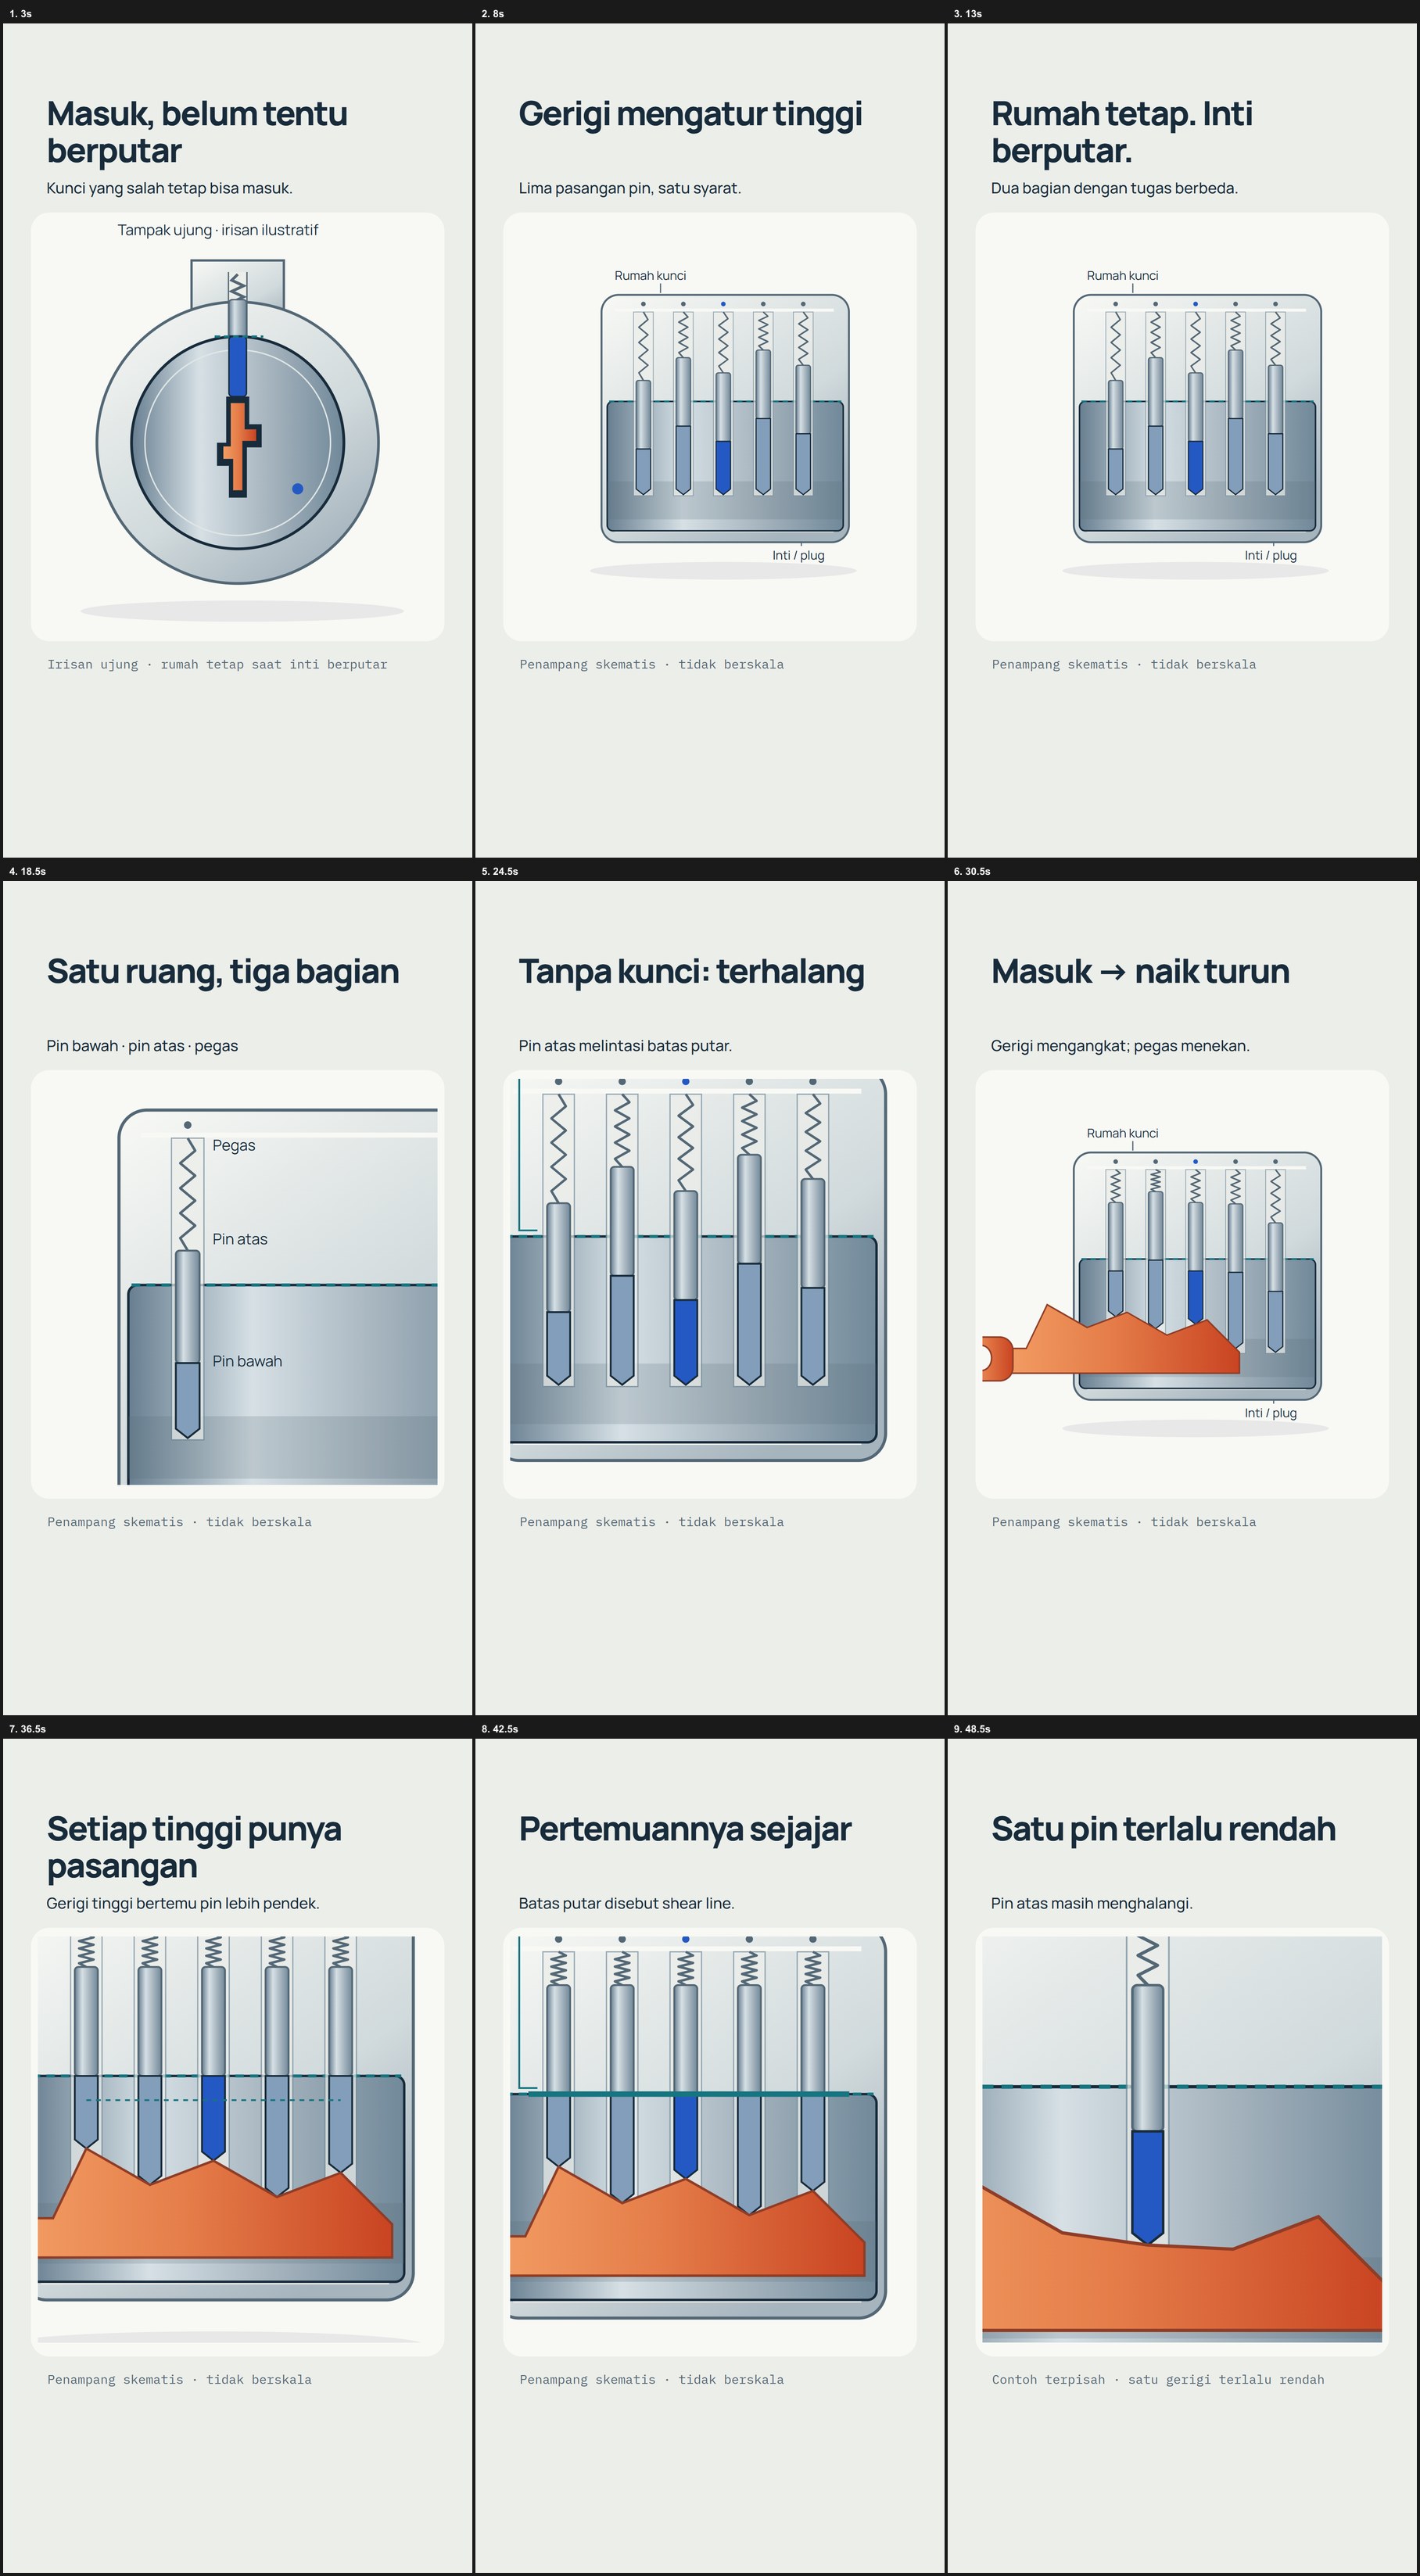 1. 3s
Masuk, belum tentu
berputar
Kunci yang salah tetap bisa masuk.
Tampak ujung · irisan ilustratif
Irisan ujung · rumah tetap saat inti berputar
2. 8s
Gerigi mengatur tinggi
Lima pasangan pin, satu syarat.
Rumah kunci
Inti / plug
Penampang skematis · tidak berskala
3. 13s
Rumah tetap. Inti
berputar.
Dua bagian dengan tugas berbeda.
Rumah kunci
Inti / plug
Penampang skematis · tidak berskala
4. 18.5s
Satu ruang, tiga bagian
Pin bawah · pin atas · pegas
Pegas
Pin atas
Pin bawah
Penampang skematis · tidak berskala
5. 24.5s
Tanpa kunci: terhalang
Pin atas melintasi batas putar.
Penampang skematis · tidak berskala
6. 30.5s
Masuk → naik turun
Gerigi mengangkat; pegas menekan.
Rumah kunci
Inti / plug
Penampang skematis · tidak berskala
7. 36.5s
Setiap tinggi punya
pasangan
Gerigi tinggi bertemu pin lebih pendek.
Penampang skematis · tidak berskala
8. 42.5s
Pertemuannya sejajar
Batas putar disebut shear line.
Penampang skematis · tidak berskala
9. 48.5s
Satu pin terlalu rendah
Pin atas masih menghalangi.
Contoh terpisah · satu gerigi terlalu rendah